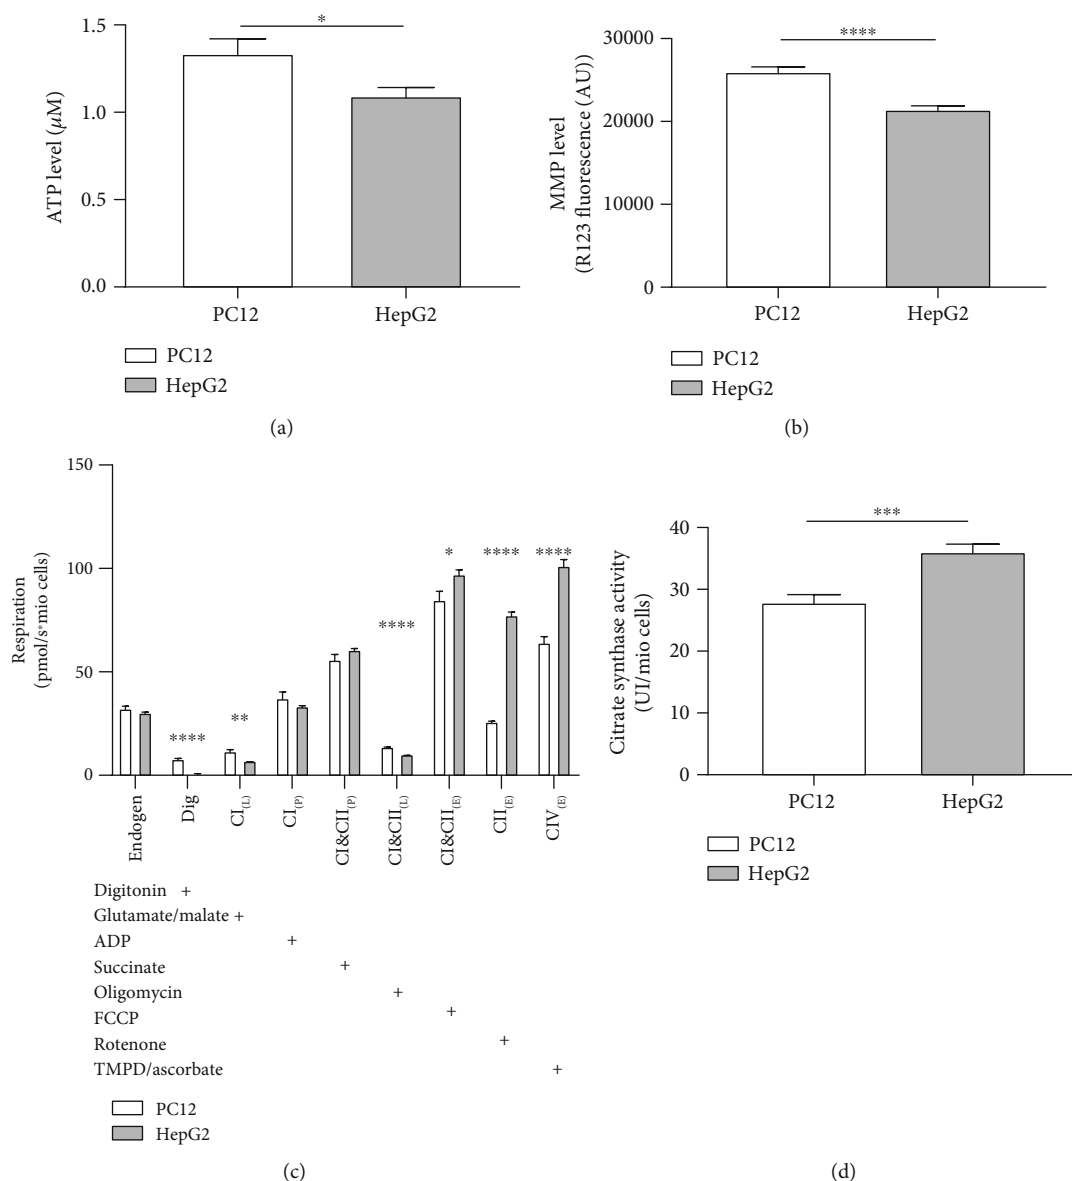 *
1.5
1.0
0.5
0.0
ATP level (μM)
PC12
HepG2
PC12
HepG2
(a)
****
30000
20000
10000
0
MMP level
(R123 fluorescence (AU))
PC12
HepG2
PC12
HepG2
(b)
150
100
50
0
Respiration
(pmol/s*mio cells)
****
**
****
*
****
****
Endogen
Dig
CI(L)
CI(P)
CI&CII(P)
CI&CII(L)
CI&CII(E)
CII(E)
CIV(E)
Digitonin +
Glutamate/malate +
ADP +
Succinate +
Oligomycin +
FCCP +
Rotenone +
TMPD/ascorbate +
PC12
HepG2
(c)
***
40
30
20
10
0
Citrate synthase activity
(UI/mio cells)
PC12
HepG2
PC12
HepG2
(d)